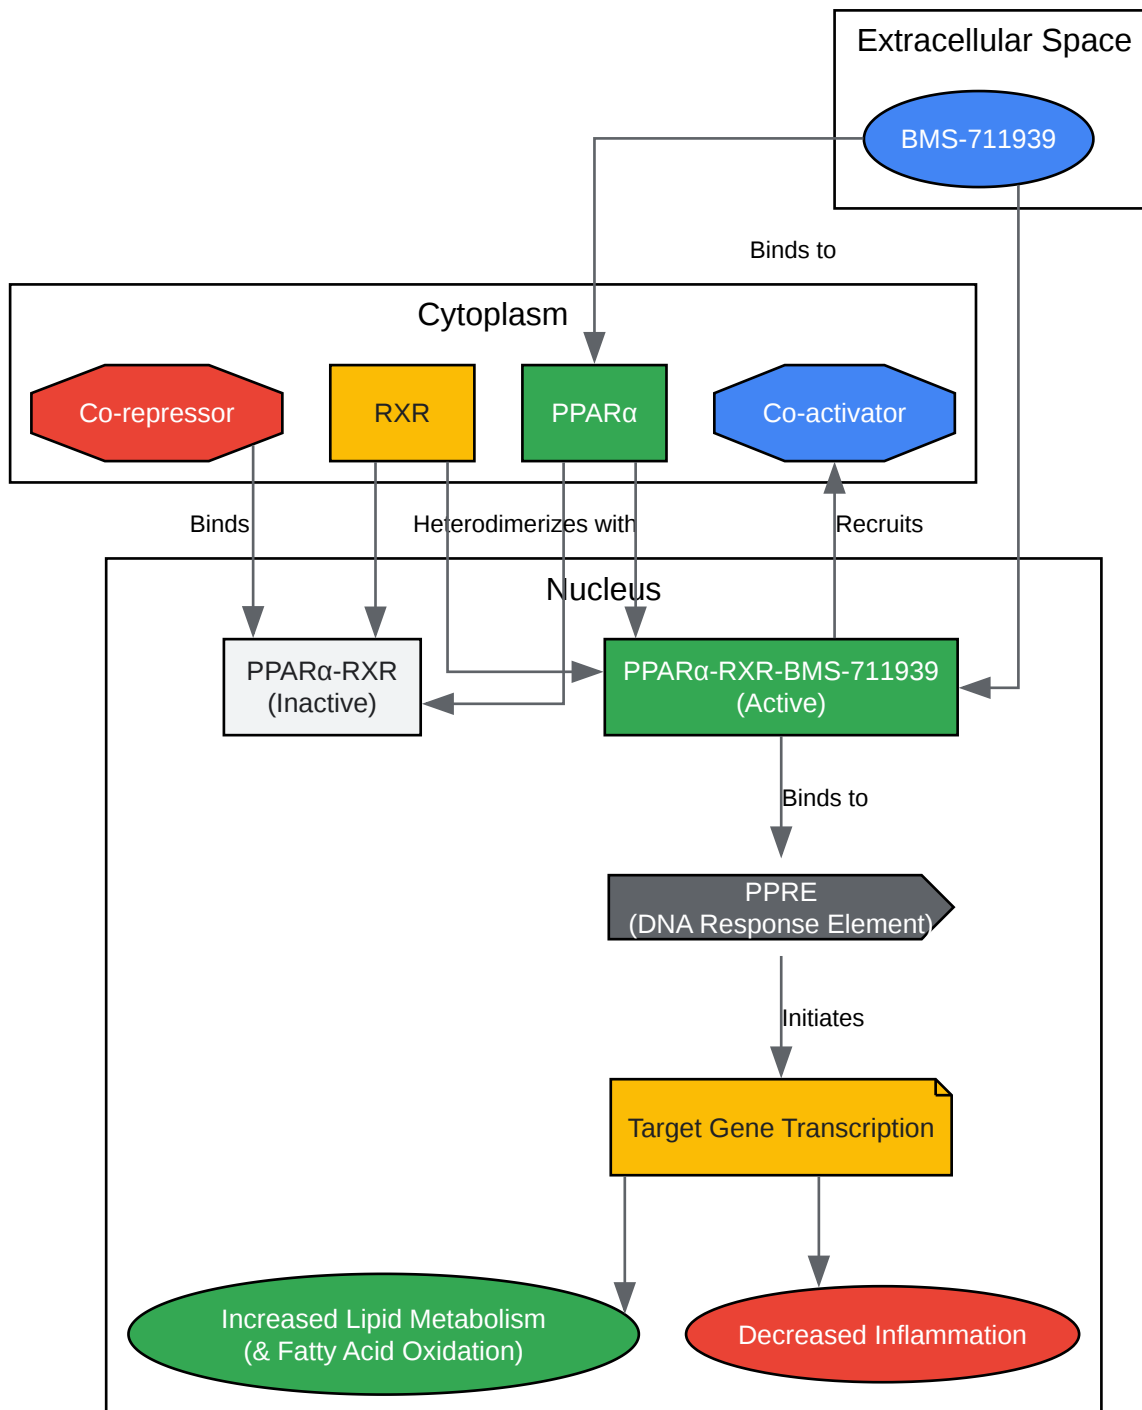 Extracellular Space
BMS-711939
Binds to
Cytoplasm
Co-repressor
RXR
PPARα
Co-activator
Binds
Heterodimerizes with
Recruits
Nucleus
PPARα-RXR
(Inactive)
PPARα-RXR-BMS-711939
(Active)
Binds to
PPRE
(DNA Response Element)
Initiates
Target Gene Transcription
Increased Lipid Metabolism
(& Fatty Acid Oxidation)
Decreased Inflammation